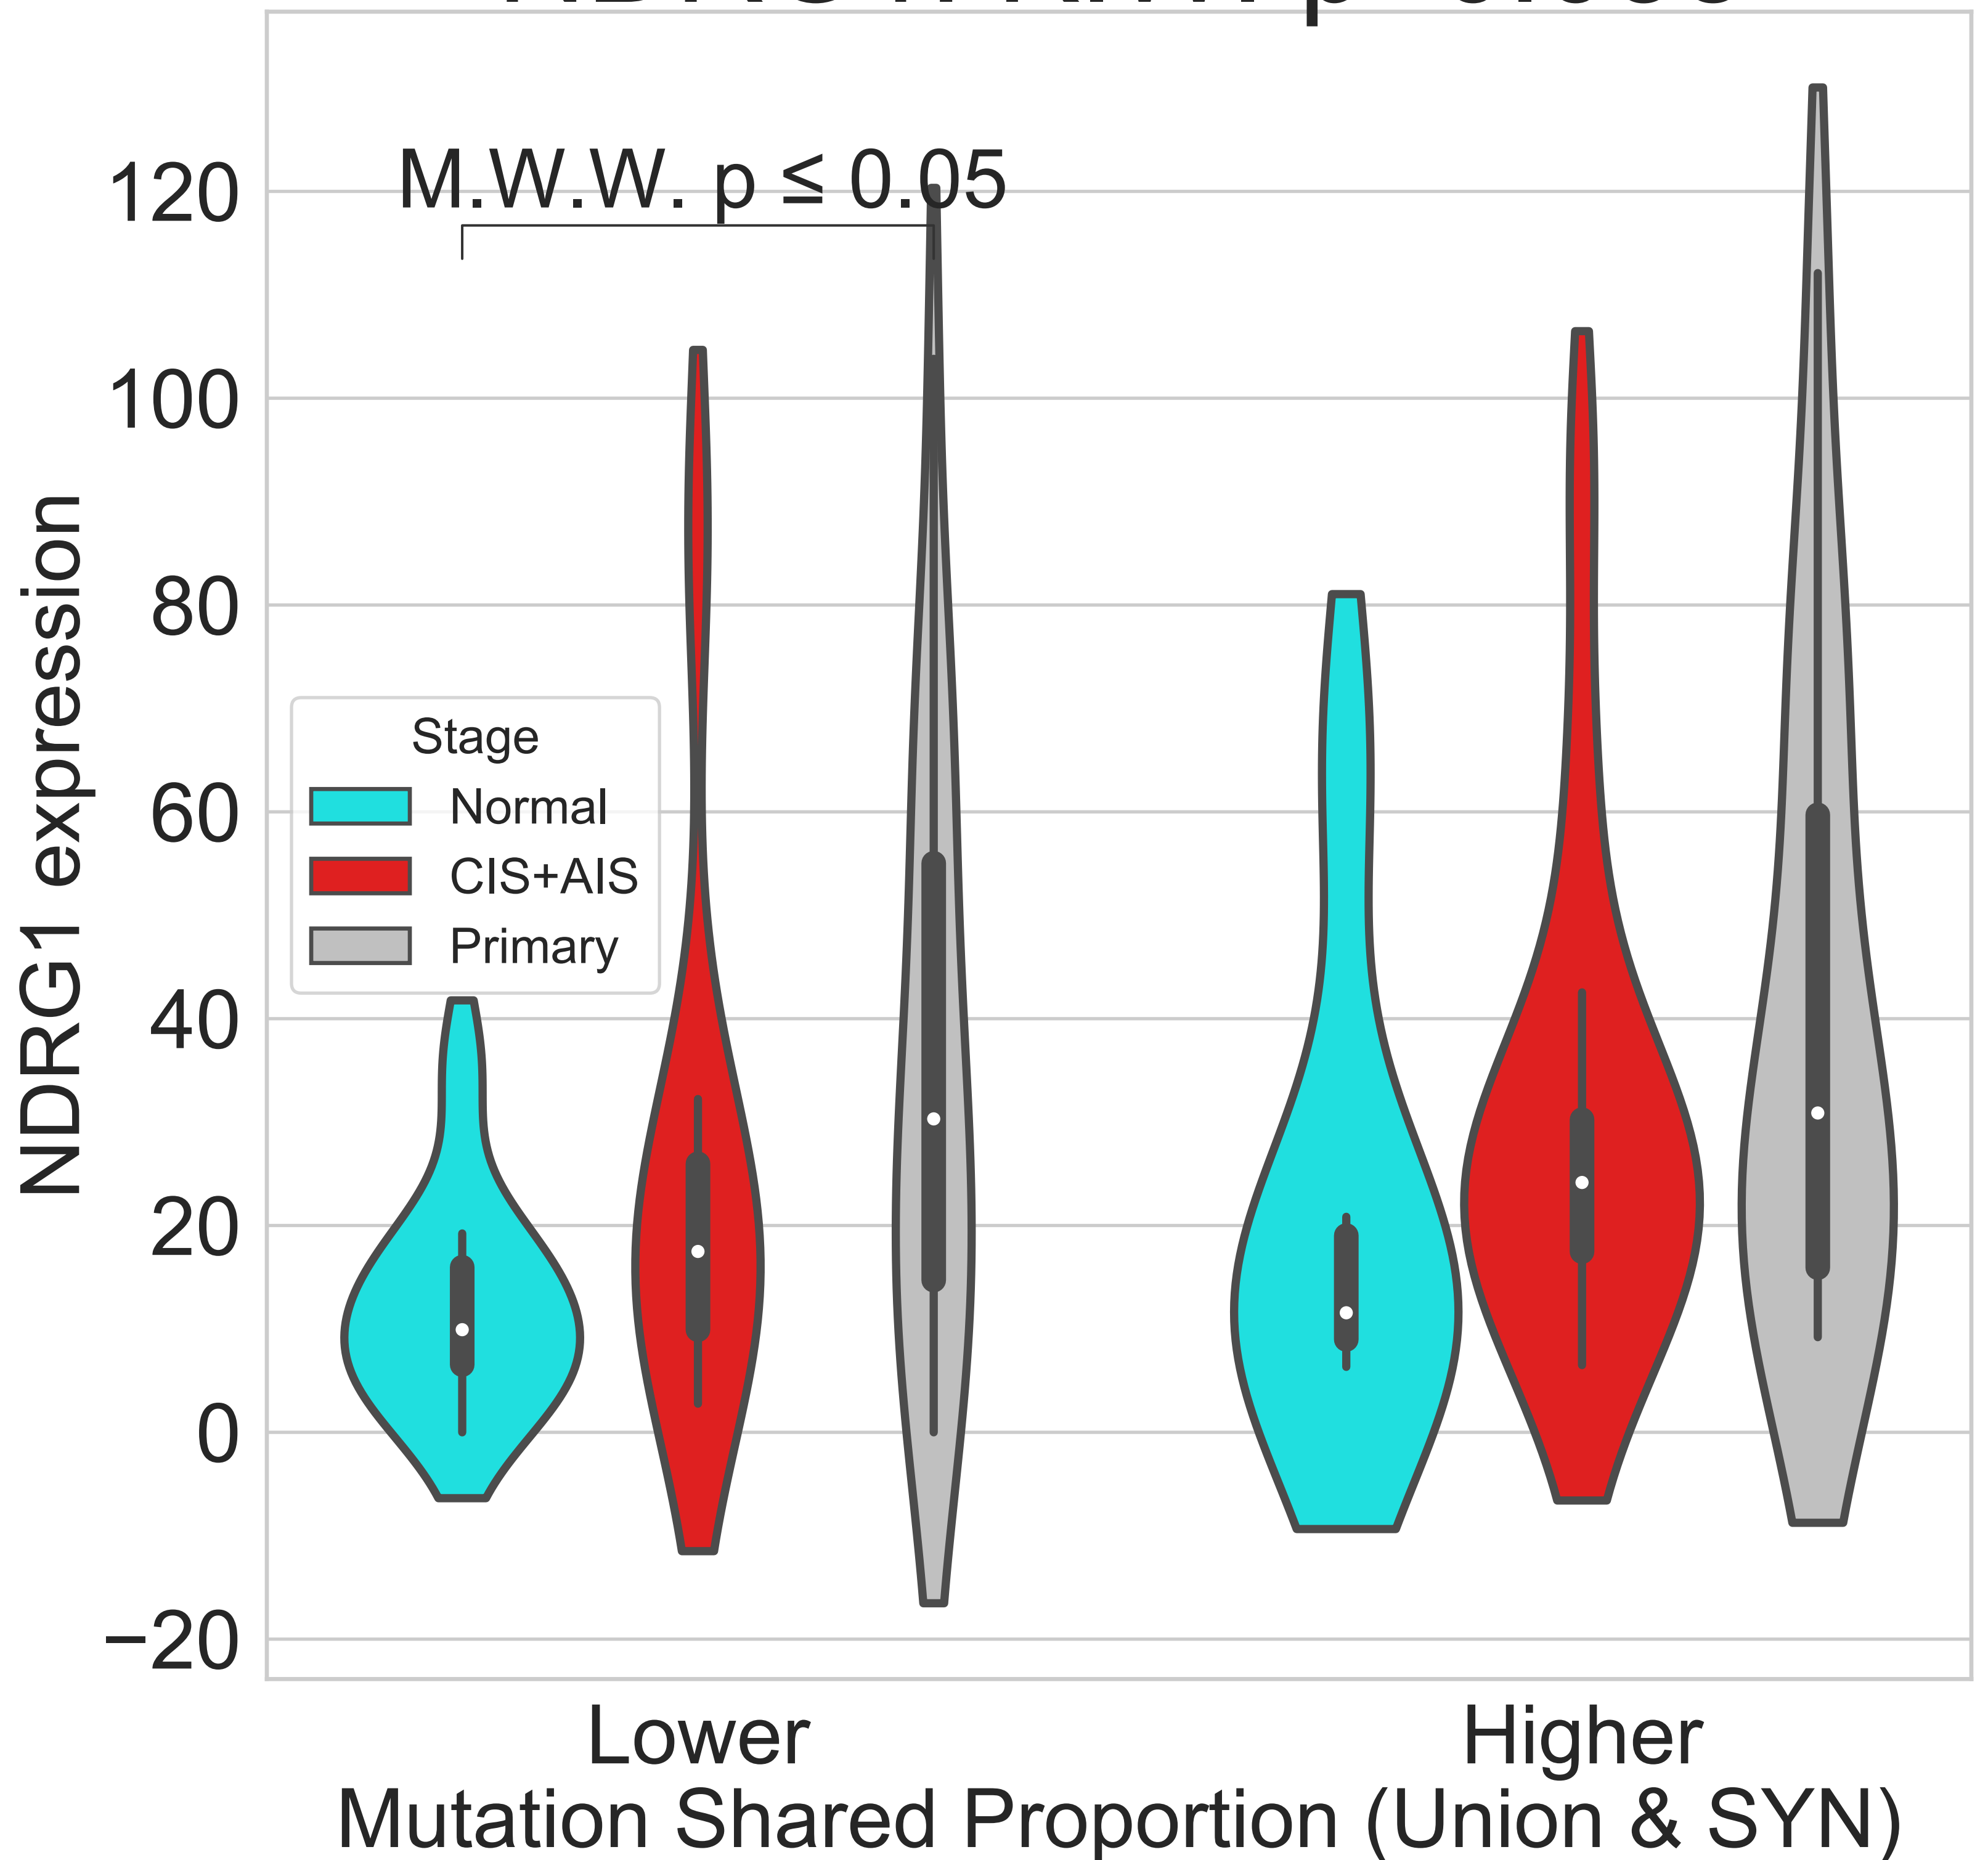 M.W.W. p ≤ 0.05
120
100
80
60
40
20
0
−20
NDRG1 expression
Stage
Normal
CIS+AIS
Primary
Lower
Higher
Mutation Shared Proportion (Union & SYN)